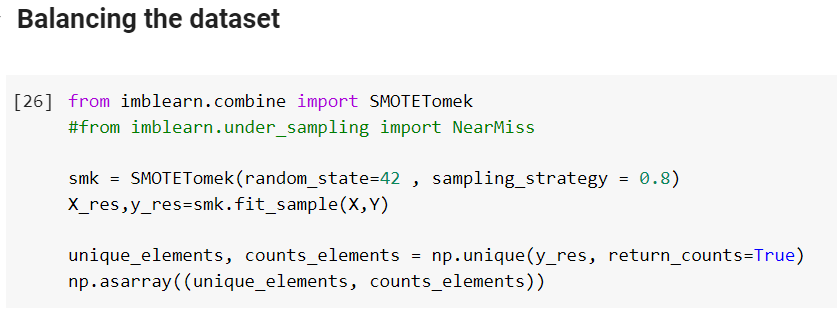 Balancing the dataset
[26] from imblearn.combine import SMOTETomek
#from imblearn.under_sampling import NearMiss
smk = SMOTETomek(random_state=42 , sampling_strategy = 0.8)
X_res,y_res=smk.fit_sample(X,Y)
unique_elements, counts_elements = np.unique(y_res, return_counts=True)
np.asarray((unique_elements, counts_elements))